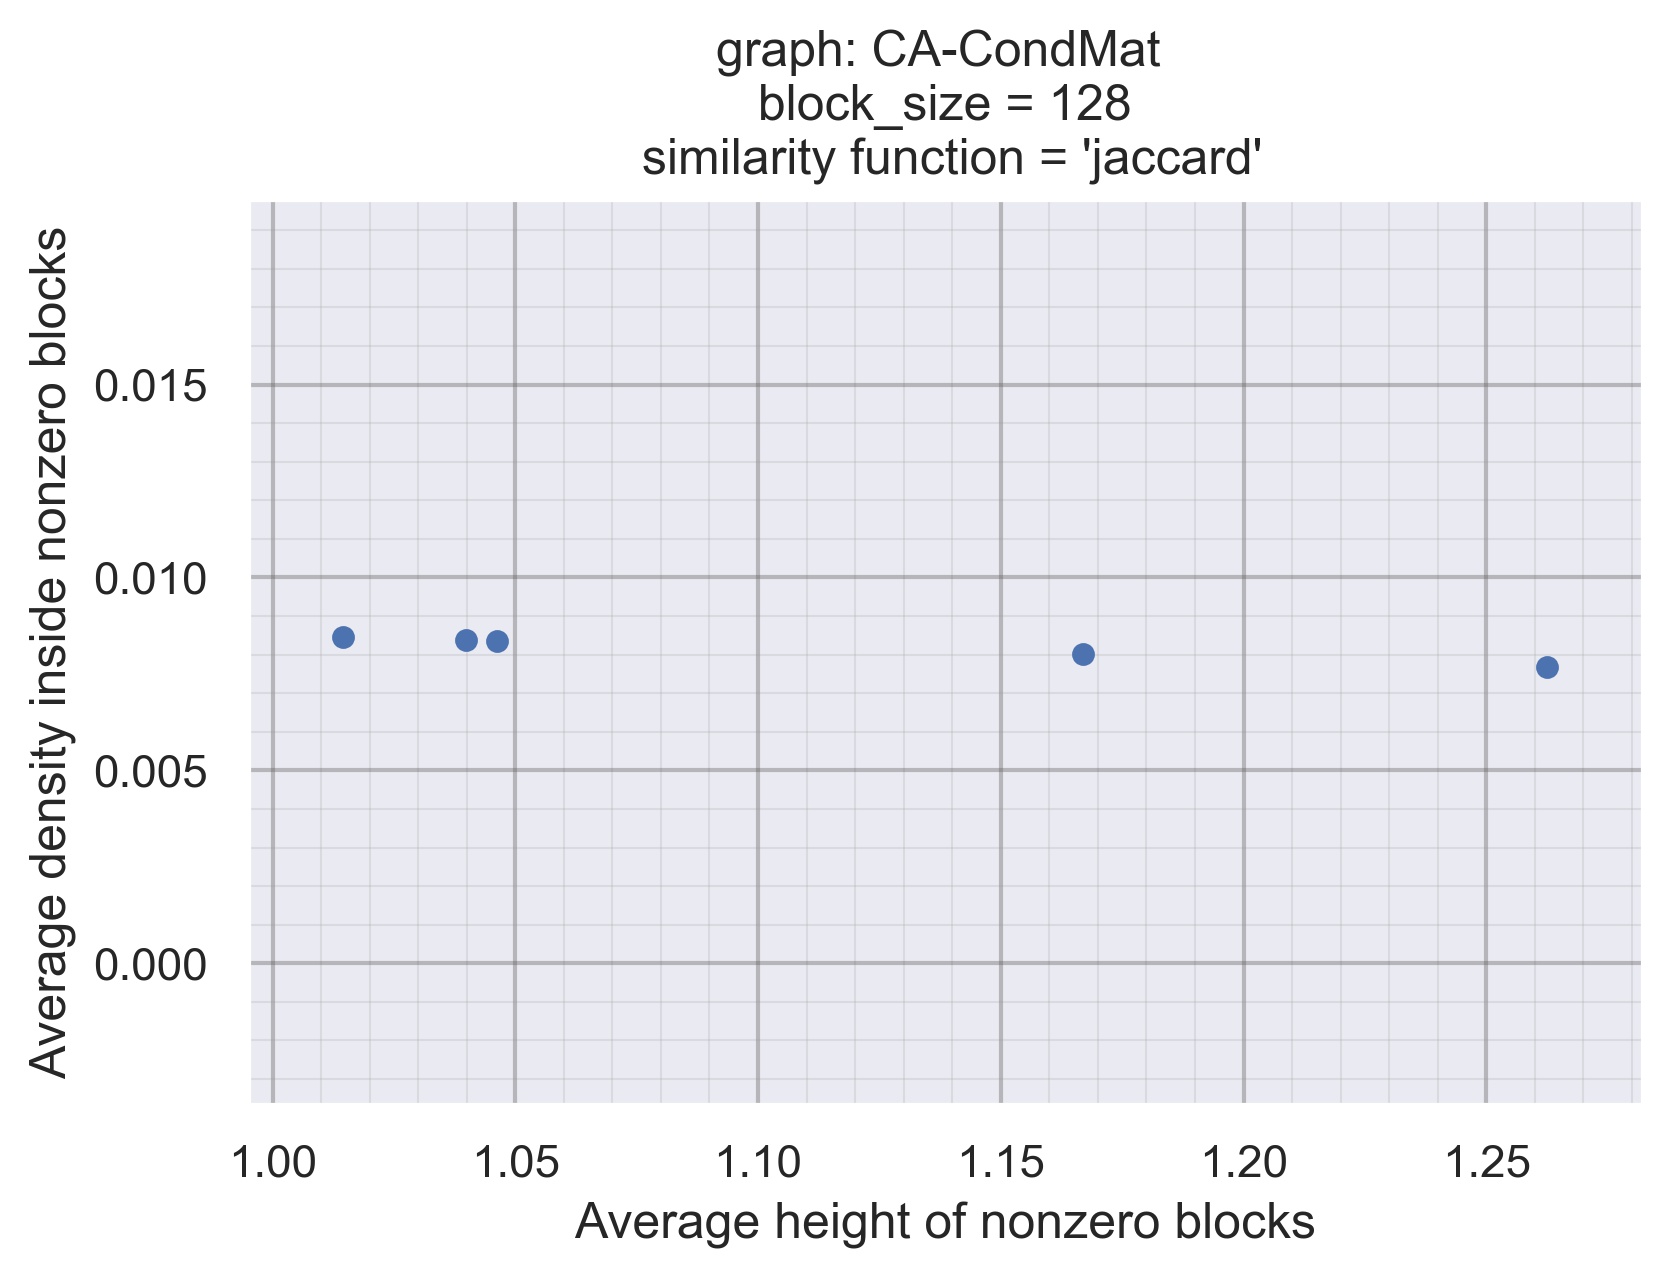 graph: CA-CondMat
block_size = 128
similarity function = 'jaccard'
Average density inside nonzero blocks
0.015
0.010
0.005
0.000
1.00 1.05 1.10 1.15 1.20 1.25
Average height of nonzero blocks